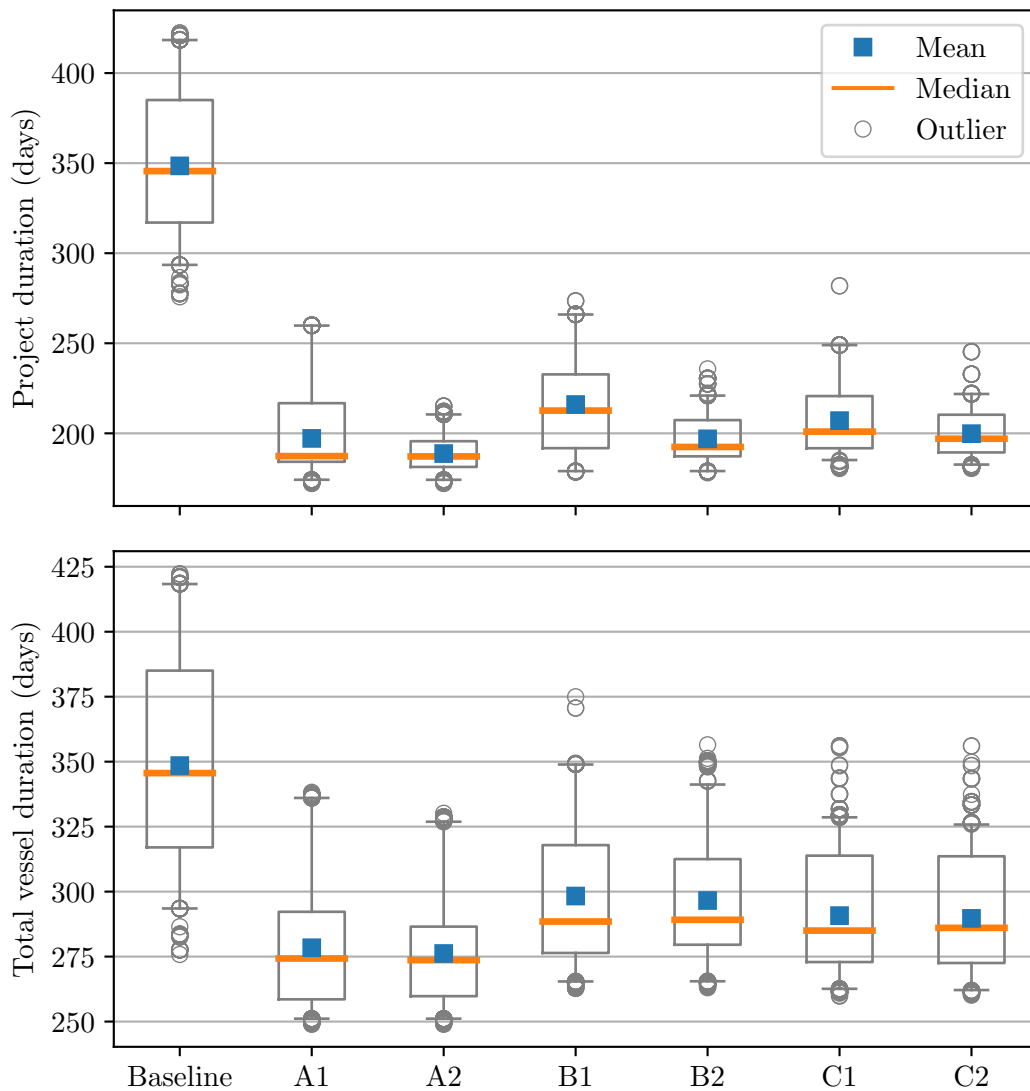 Project duration (days)
400
350
300
250
200
Mean
Median
Outlier
Total vessel duration (days)
425
400
375
350
325
300
275
250
Baseline A1 A2 B1 B2 C1 C2